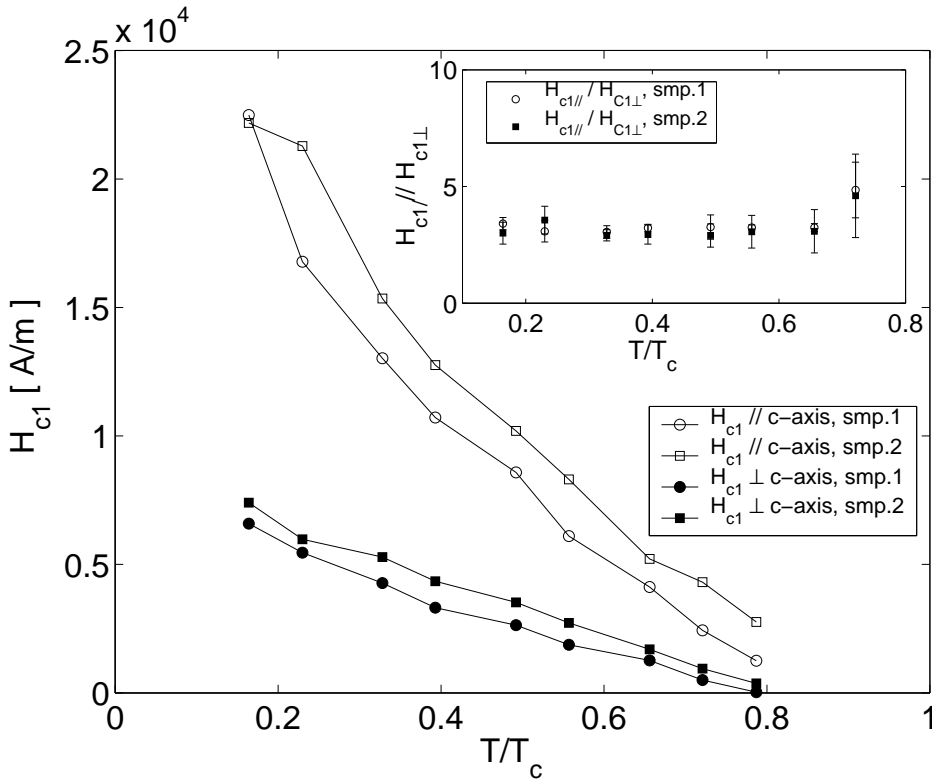 x 10^4
2.5
2
1.5
1
0.5
0
H_c1 [ A/m ]
0 0.2 0.4 0.6 0.8 1
T/T_c
10
5
0
H_c1 // H_c1⊥
0.2 0.4 0.6 0.8
T/T_c
H_c1// / H_C1⊥, smp.1
H_c1// / H_C1⊥, smp.2
H_c1 // c−axis, smp.1
H_c1 // c−axis, smp.2
H_c1 ⊥ c−axis, smp.1
H_c1 ⊥ c−axis, smp.2